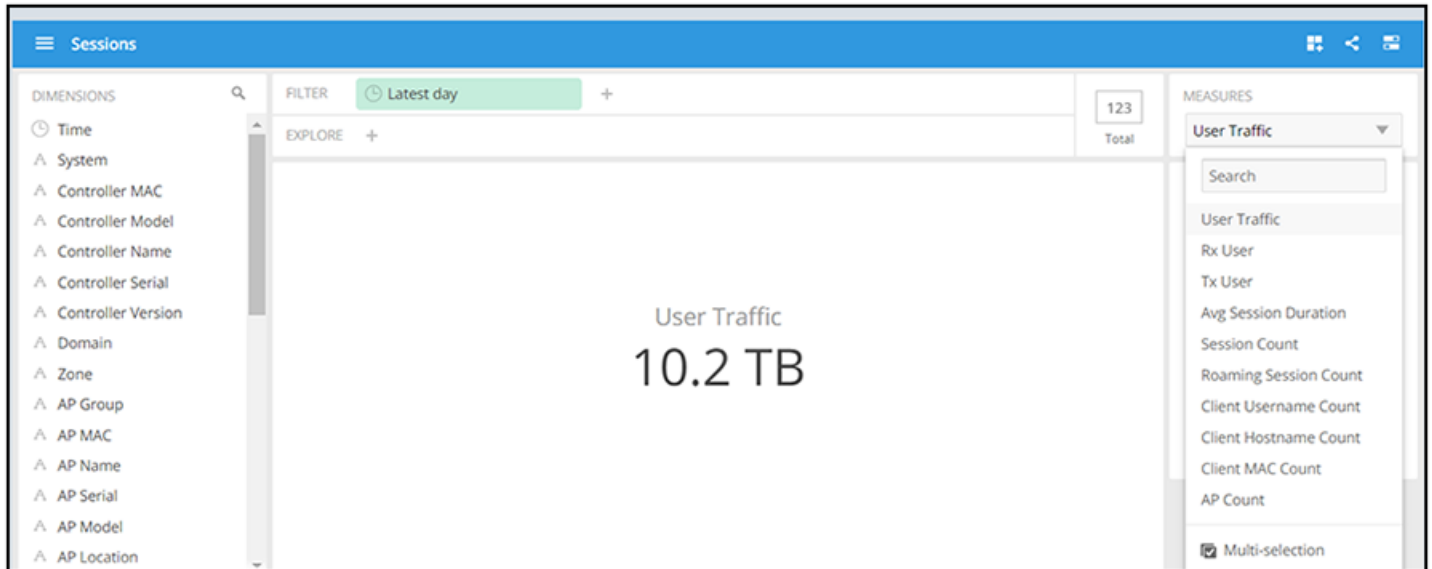 Sessions
DIMENSIONS
Time
System
Controller MAC
Controller Model
Controller Name
Controller Serial
Controller Version
Domain
Zone
AP Group
AP MAC
AP Name
AP Serial
AP Model
AP Location
FILTER
Latest day
+
EXPLORE +
123
Total
User Traffic
10.2 TB
MEASURES
User Traffic
Search
User Traffic
Rx User
Tx User
Avg Session Duration
Session Count
Roaming Session Count
Client Username Count
Client Hostname Count
Client MAC Count
AP Count
Multi-selection